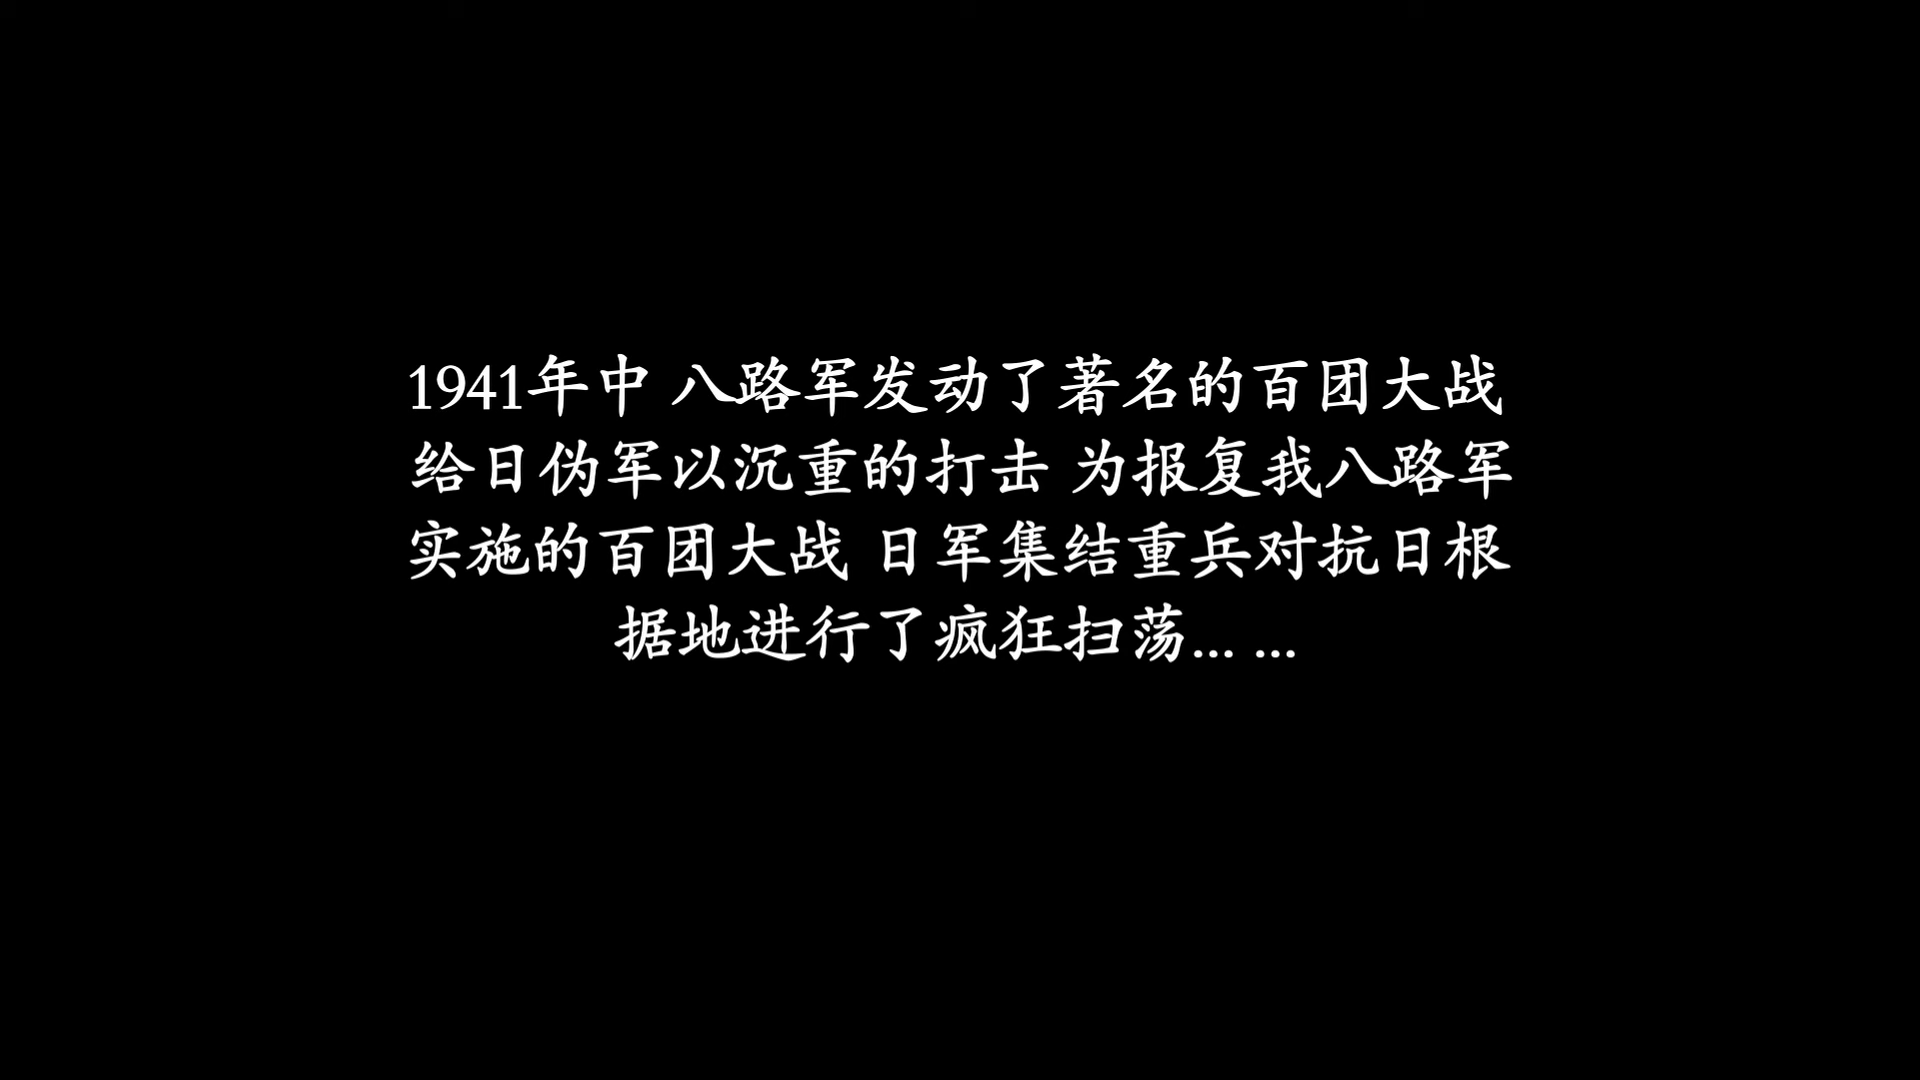 1941年中 八路军发动了著名的百团大战
给日伪军以沉重的打击 为报复我八路军
实施的百团大战 日军集结重兵对抗日根
据地进行了疯狂扫荡... ...